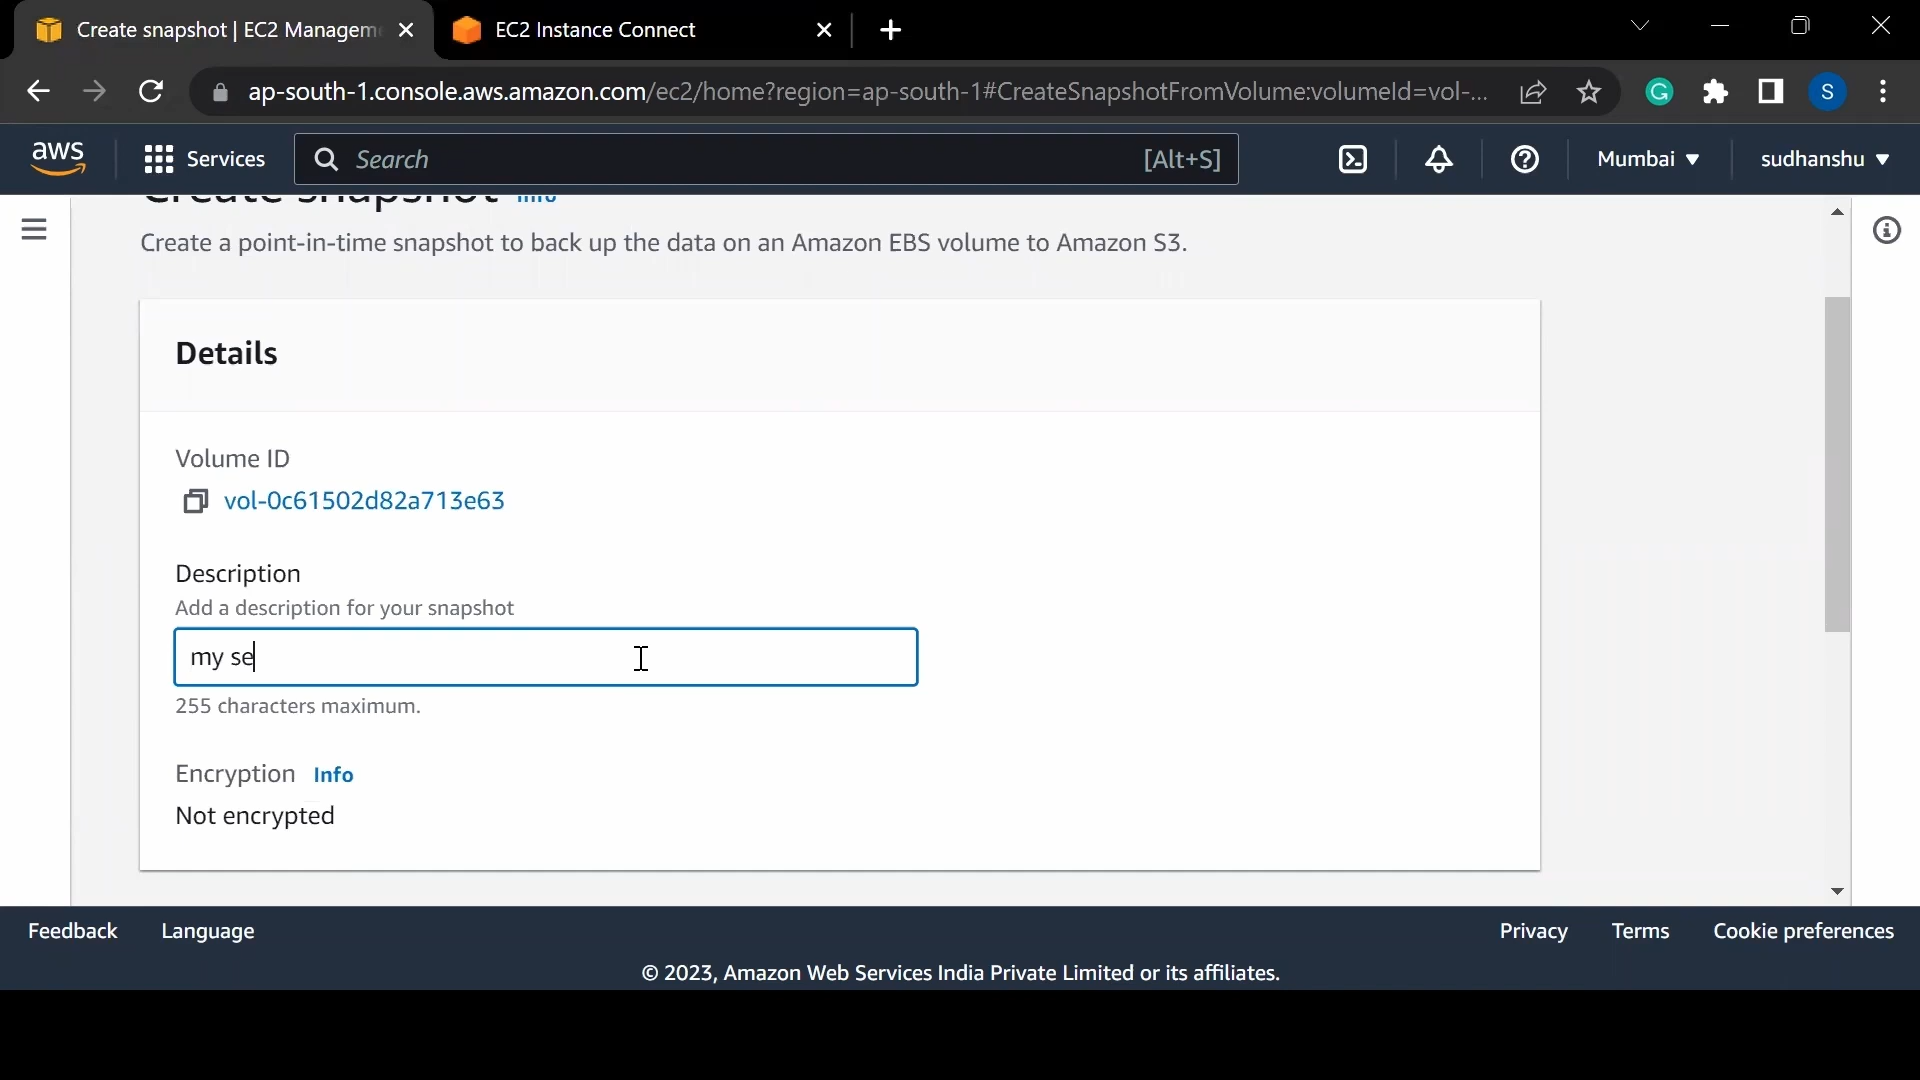 Create snapshot | EC2 Managem
EC2 Instance Connect
ap-south-1.console.aws.amazon.com/ec2/home?region=ap-south-1#CreateSnapshotFromVolume:volumeId=vol-...
S
aws
Services
Search
[Alt+S]
Mumbai
sudhanshu
Create snapshot Info
Create a point-in-time snapshot to back up the data on an Amazon EBS volume to Amazon S3.
Details
Volume ID
vol-0c61502d82a713e63
Description
Add a description for your snapshot
my se
255 characters maximum.
Encryption Info
Not encrypted
Feedback
Language
Privacy
Terms
Cookie preferences
© 2023, Amazon Web Services India Private Limited or its affiliates.